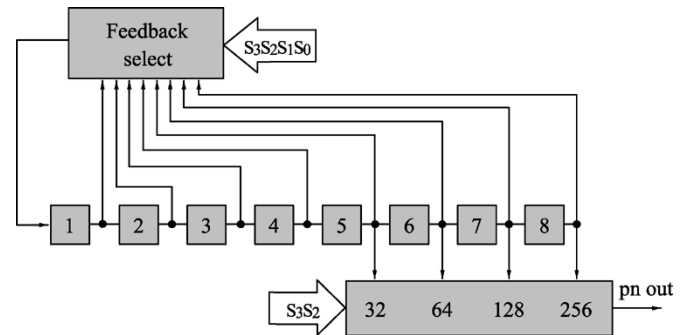 Feedback
select
S₃S₂S₁S₀
1 2 3 4 5 6 7 8
S₃S₂
32 64 128 256
pn out